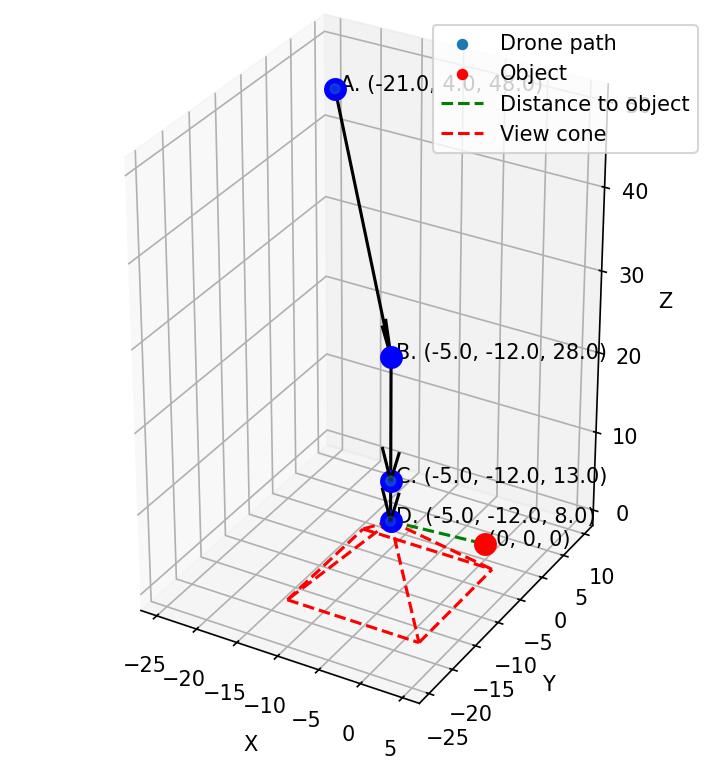 Drone path
Object
Distance to object
View cone
A. (-21.0, 4.0, 48.0)
B. (-5.0, -12.0, 28.0)
C. (-5.0, -12.0, 13.0)
D. (-5.0, -12.0, 8.0)
(0, 0, 0)
50
40
30
20
10
0
Z
10
5
0
−5
−10
−15
−20
−25
Y
−25
−20
−15
−10
−5
0
5
X